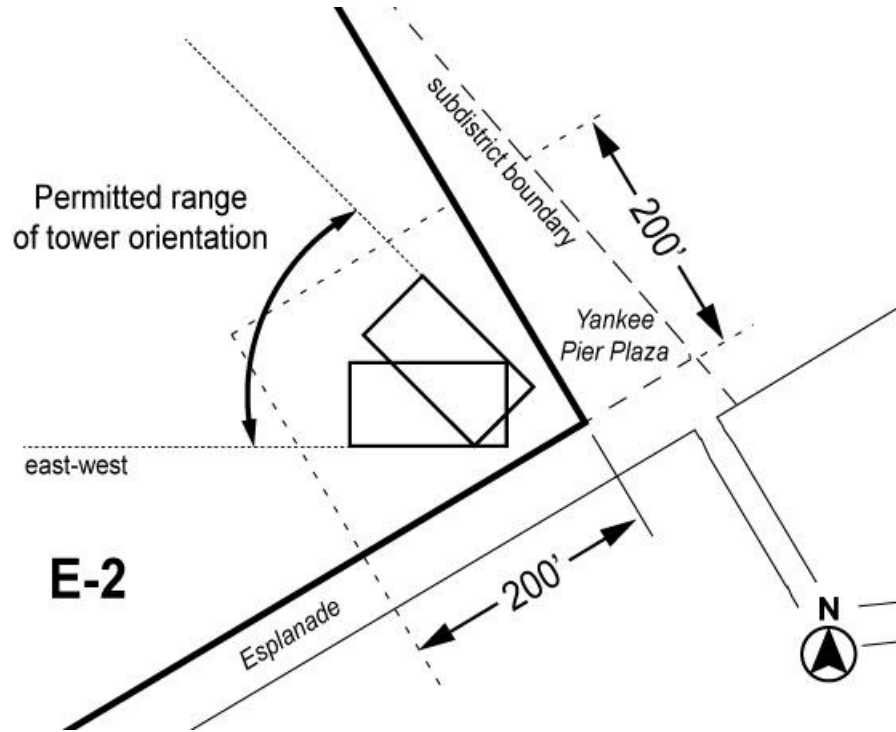 subdistrict boundary
200’
Permitted range
of tower orientation
Yankee
Pier Plaza
east-west
E-2
200’
Esplanade
N